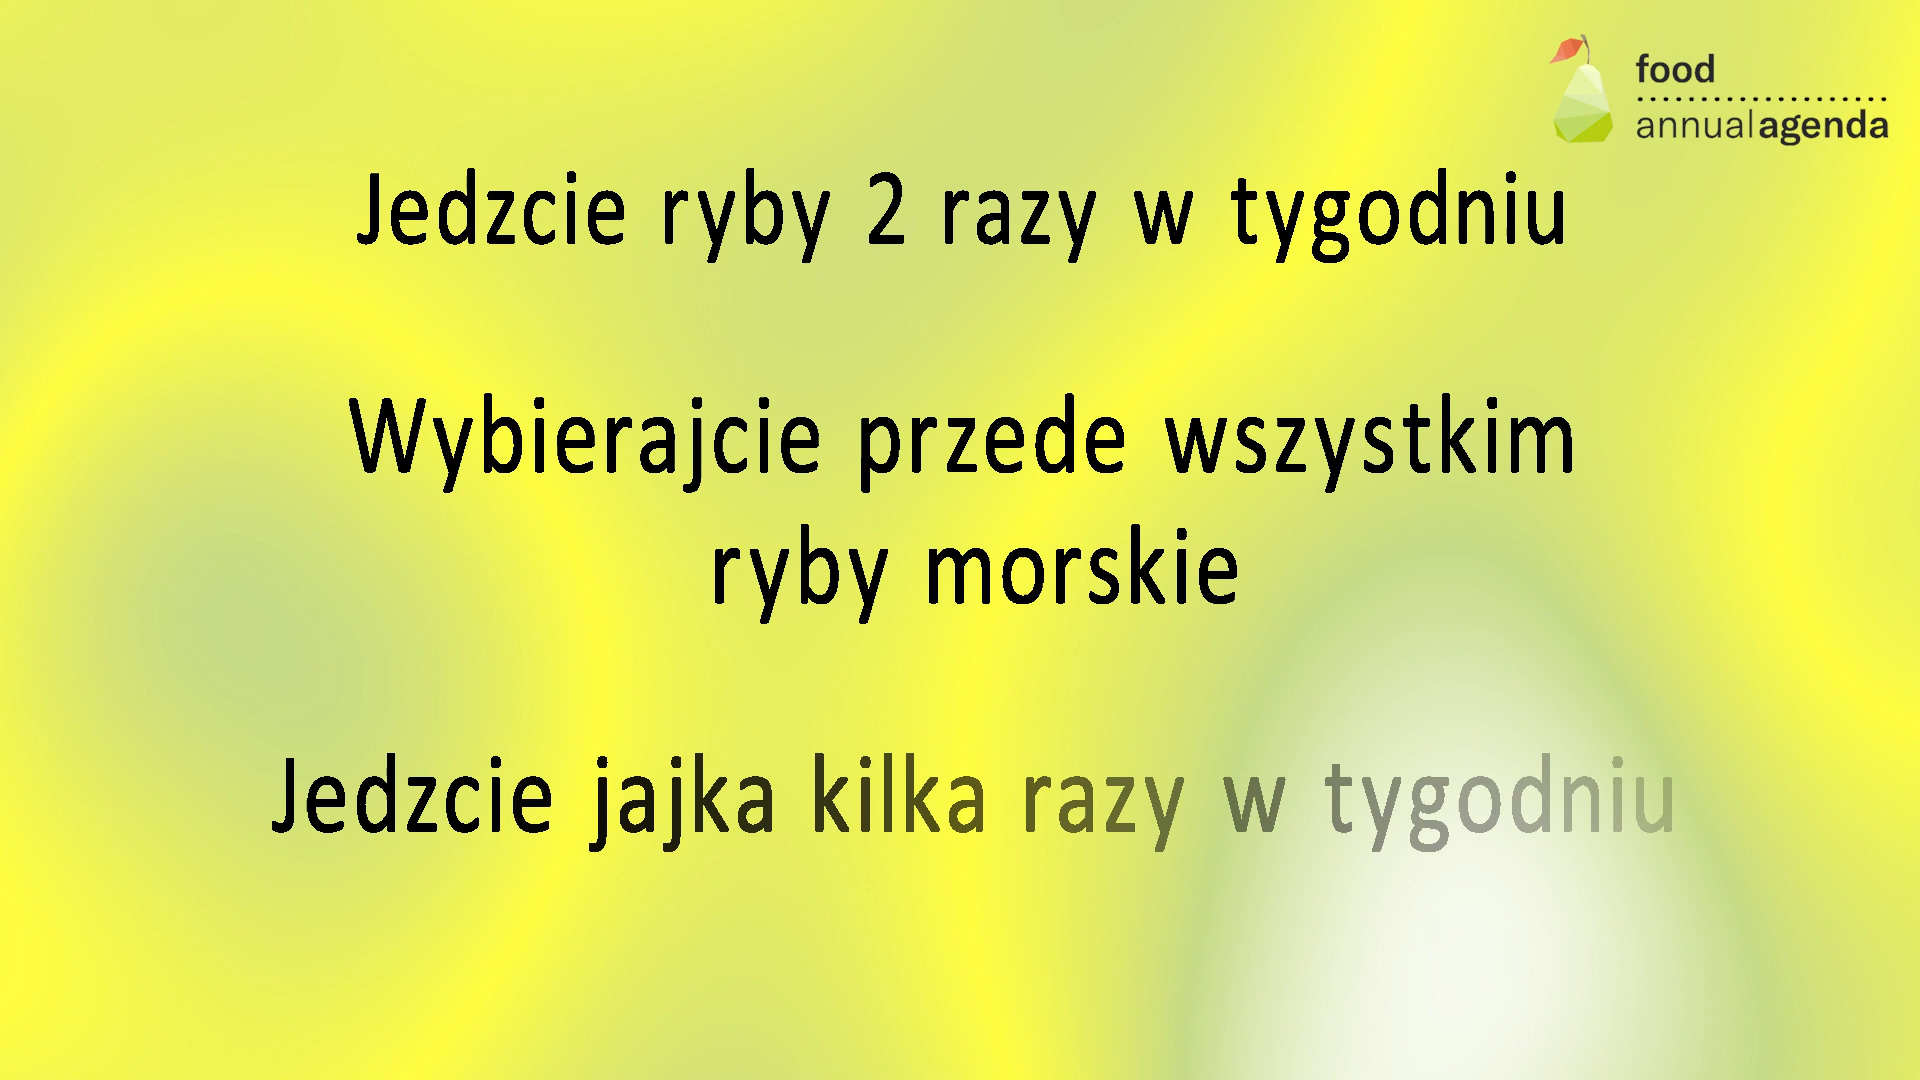 food
annualagenda
Jedzcie ryby 2 razy w tygodniu
Wybierajcie przede wszystkim
ryby morskie
Jedzcie jajka kilka razy w tygodniu